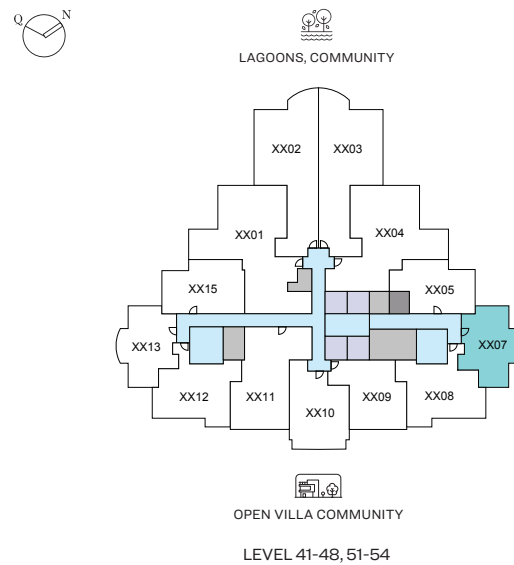 Q N
LAGOONS, COMMUNITY
XX02 XX03
XX01 XX04
XX15 XX05
XX13 XX07
XX12 XX11 XX10 XX09 XX08
OPEN VILLA COMMUNITY
LEVEL 41-48, 51-54